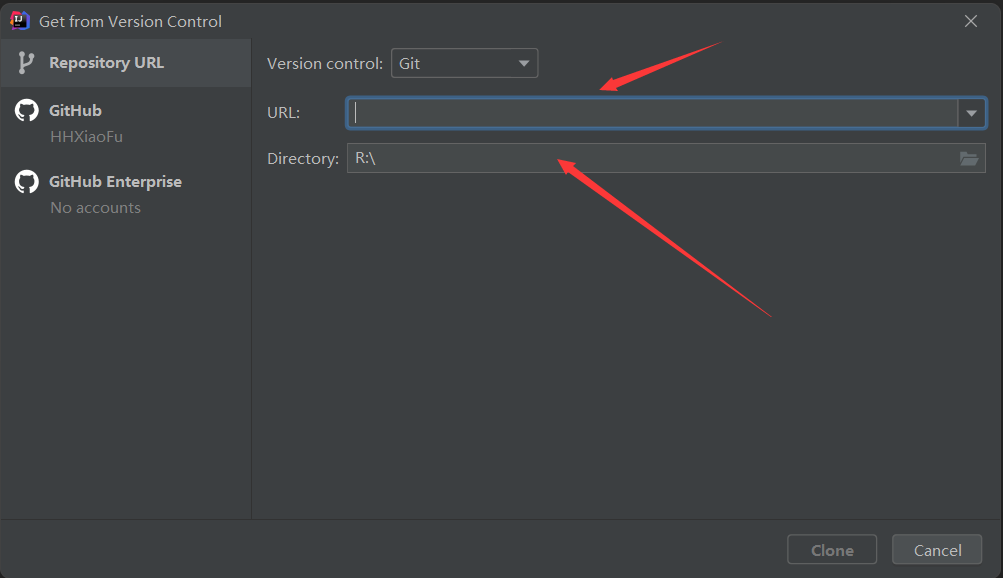 Get from Version Control
Repository URL
GitHub
HHXiaoFu
GitHub Enterprise
No accounts
Version control: Git
URL:
Directory: R:\
Clone Cancel